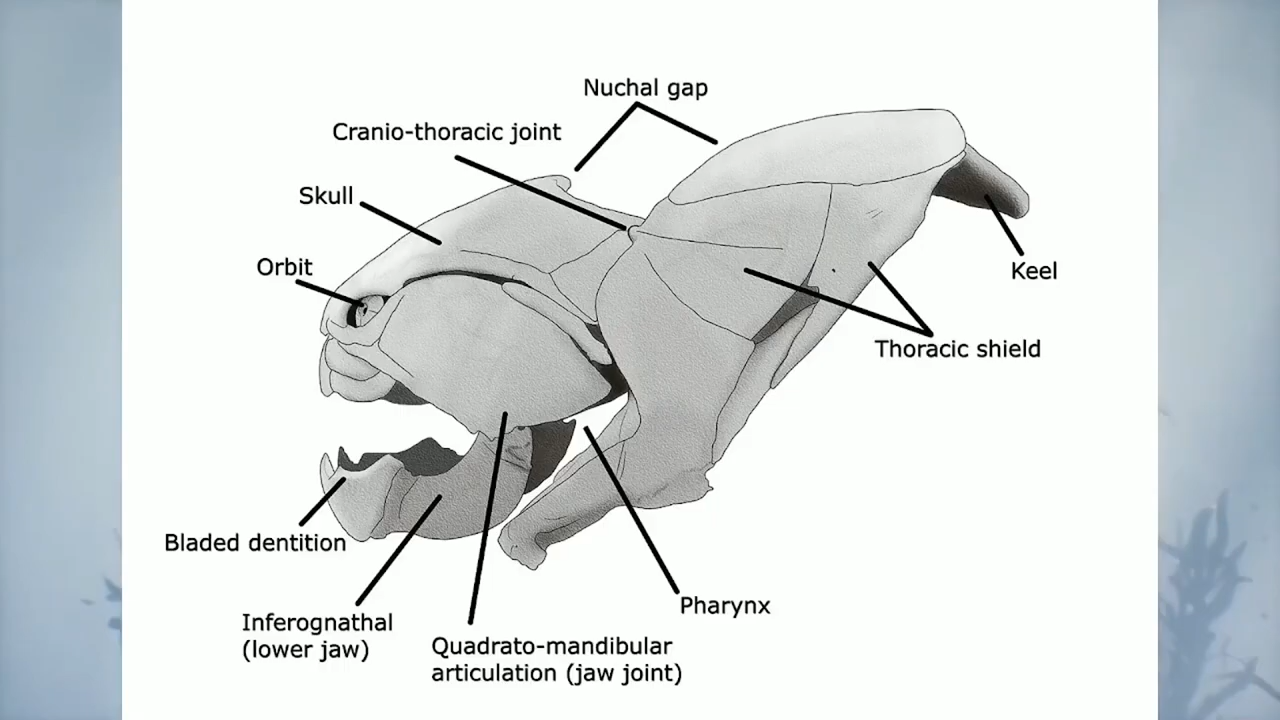 Nuchal gap
Cranio-thoracic joint
Skull
Orbit
Keel
Thoracic shield
Bladed dentition
Pharynx
Inferognathal
(lower jaw)
Quadrato-mandibular
articulation (jaw joint)